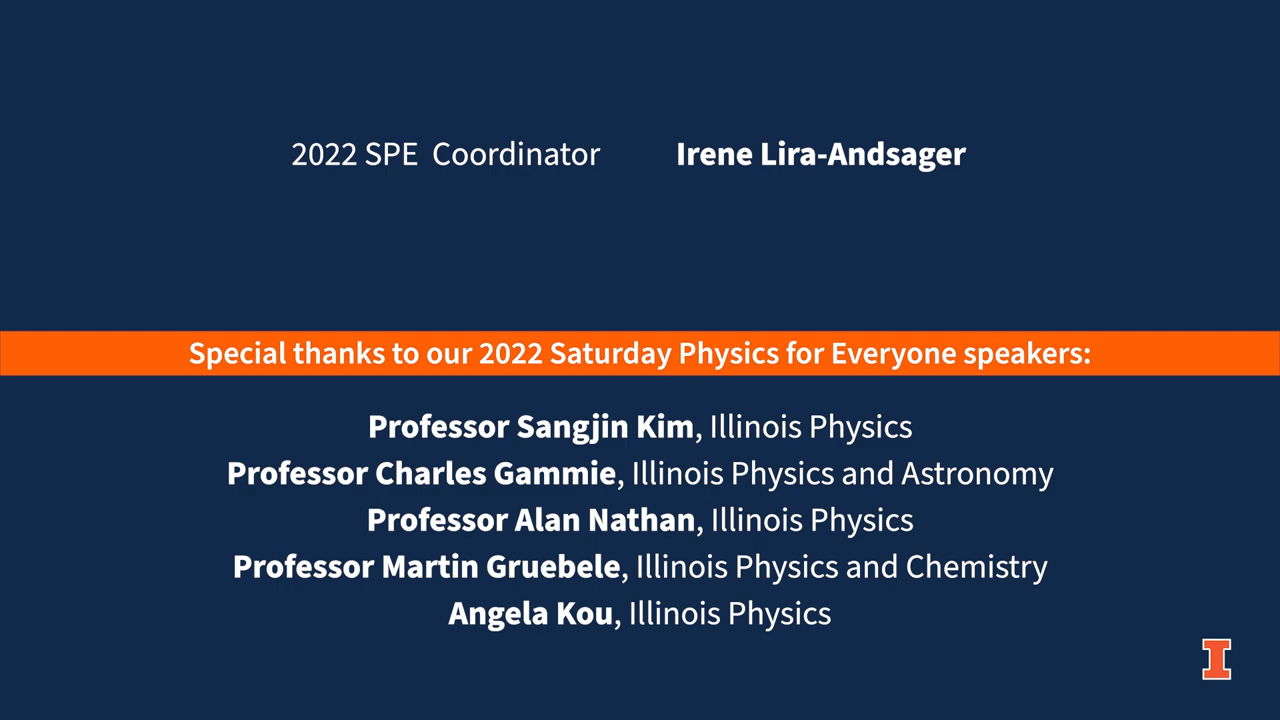 2022 SPE  Coordinator Irene Lira-Andsager
Special thanks to our 2022 Saturday Physics for Everyone speakers:
Professor Sangjin Kim, Illinois Physics
Professor Charles Gammie, Illinois Physics and Astronomy
Professor Alan Nathan, Illinois Physics
Professor Martin Gruebele, Illinois Physics and Chemistry
Angela Kou, Illinois Physics
I